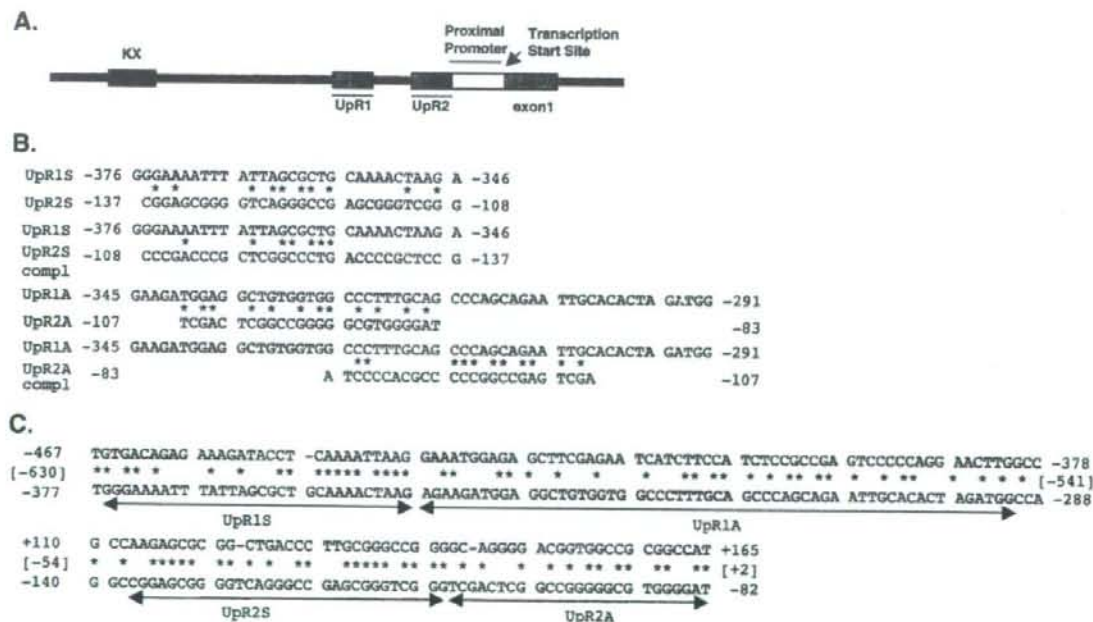 A.
KX
Proximal Promoter
Transcription Start Site
UpR1
UpR2
exon1
B.
UpR1S -376 GGGAAAATTT ATTAGCGCTG CAAAACTAAG A -346
* * * ** ** * * *
UpR2S -137 CGGAGCGGG GTCAGGGCCG AGCGGGTCGG G -108
UpR1S -376 GGGAAAATTT ATTAGCGCTG CAAAACTAAG A -346
* * ** ***
UpR2S compl -108 CCCGACCCG CTCGGCCCTG ACCCCGCTCC G -137
UpR1A -345 GAAGATGGAG GCTGTGGTGG CCCTTTGCAG CCCAGCAGAA TTGCACACTA GATGG -291
* ** * * * * * * * *
UpR2A -107 TCGACT CGGCCGGGGG GCGTGGGGAT -83
UpR1A -345 GAAGATGGAG GCTGTGGTGG CCCTTTGCAG CCCAGCAGAA TTGCACACTA GATGG -291
** *** ** ** * *
UpR2A compl -83 A TCCCCACGCC CCCGGCCGAG TCGA -107
C.
-467 TGTGACAGAG AAAGATACCT -CAAAATTAAG GAAATGGAGA GCTTCGAGAA TCATCTTCCA TCTCCGCCGA GTCCCCCAGG AACTTGGCC -378
[-630] [-541]
-377 TGGGAAAATT TATTAGCGCT GCAAAACTAAG AGAAGATGGA GGCTGTGGTG GCCCTTTGCA GCCCAGCAGA ATTGCACACT AGATGGCCA -288
UpR1S UpR1A
+110 G CCAAGAGCGC GG-CTGACCC TTGCGGGCCG GGGC-AGGGG ACGGTGGCCG CGGCCAT +165
[-54] [+2]
-140 G GCCGGAGCGG GGTCAGGGCC GAGCGGGTCG GGTCGACTCG GCCGGGGGCG TGGGGAT -82
UpR2S UpR2A